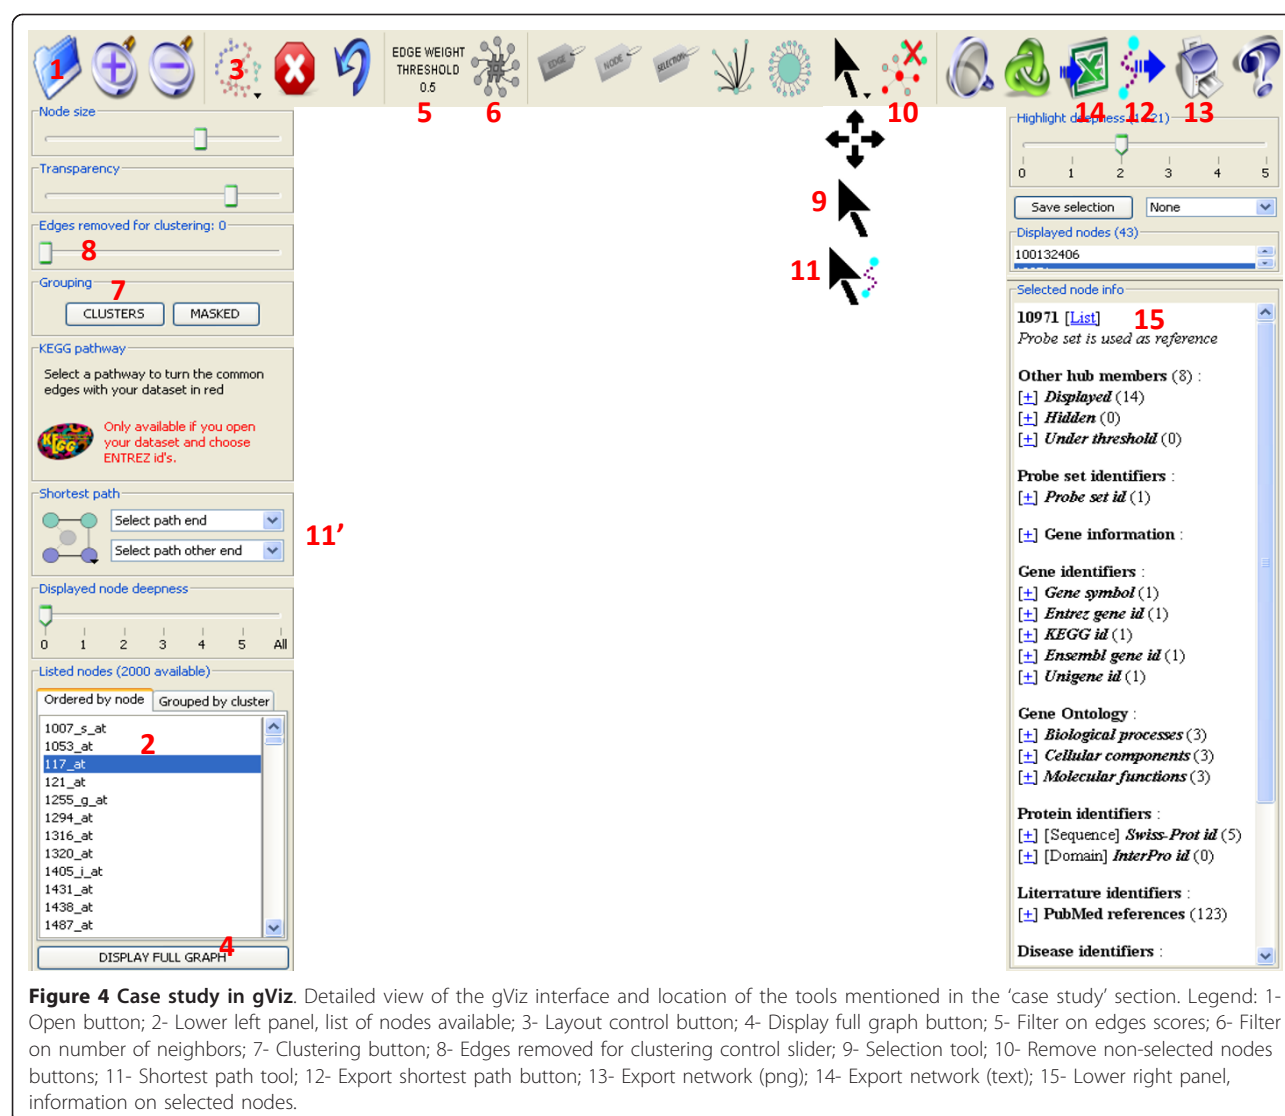 1
3
EDGE WEIGHT
THRESHOLD
0.5
5
6
EDGE
NODE
SELECTION
10
14
12
13
Node size
Transparency
Edges removed for clustering: 0
8
Grouping
7
CLUSTERS
MASKED
KEGG pathway
Select a pathway to turn the common
edges with your dataset in red
KEGG
Only available if you open
your dataset and choose
ENTREZ id's.
Shortest path
Select path end
Select path other end
11’
Displayed node deepness
0 1 2 3 4 5 All
Listed nodes (2000 available)
Ordered by node
Grouped by cluster
1007_s_at
1053_at
2
117_at
121_at
1255_g_at
1294_at
1316_at
1320_at
1405_i_at
1431_at
1438_at
1487_at
4
DISPLAY FULL GRAPH
9
11
Highlight deepness (
21)
0 1 2 3 4 5
Save selection
None
Displayed nodes (43)
100132406
Selected node info
10971 [List]
15
Probe set is used as reference
Other hub members (8) :
[+] Displayed (14)
[+] Hidden (0)
[+] Under threshold (0)
Probe set identifiers :
[+] Probe set id (1)
[+] Gene information :
Gene identifiers :
[+] Gene symbol (1)
[+] Entrez gene id (1)
[+] KEGG id (1)
[+] Ensembl gene id (1)
[+] Unigene id (1)
Gene Ontology :
[+] Biological processes (3)
[+] Cellular components (3)
[+] Molecular functions (3)
Protein identifiers :
[+] [Sequence] Swiss-Prot id (5)
[+] [Domain] InterPro id (0)
Literrature identifiers :
[+] PubMed references (123)
Disease identifiers :
Figure 4 Case study in gViz. Detailed view of the gViz interface and location of the tools mentioned in the ‘case study’ section. Legend: 1-
Open button; 2- Lower left panel, list of nodes available; 3- Layout control button; 4- Display full graph button; 5- Filter on edges scores; 6- Filter
on number of neighbors; 7- Clustering button; 8- Edges removed for clustering control slider; 9- Selection tool; 10- Remove non-selected nodes
buttons; 11- Shortest path tool; 12- Export shortest path button; 13- Export network (png); 14- Export network (text); 15- Lower right panel,
information on selected nodes.